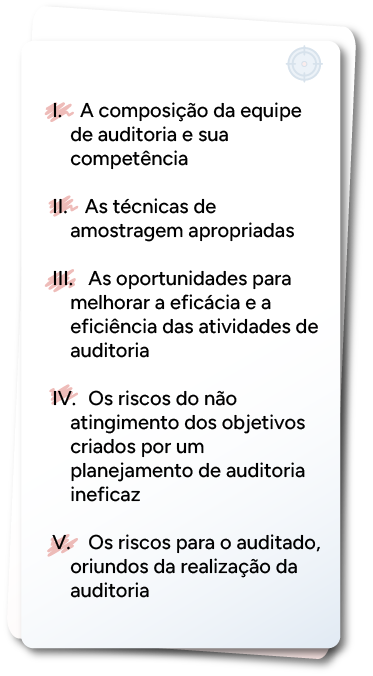 I. A composição da equipe
de auditoria e sua
competência
II. As técnicas de
amostragem apropriadas
III. As oportunidades para
melhorar a eficácia e a
eficiência das atividades de
auditoria
IV. Os riscos do não
atingimento dos objetivos
criados por um
planejamento de auditoria
ineficaz
V. Os riscos para o auditado,
oriundos da realização da
auditoria